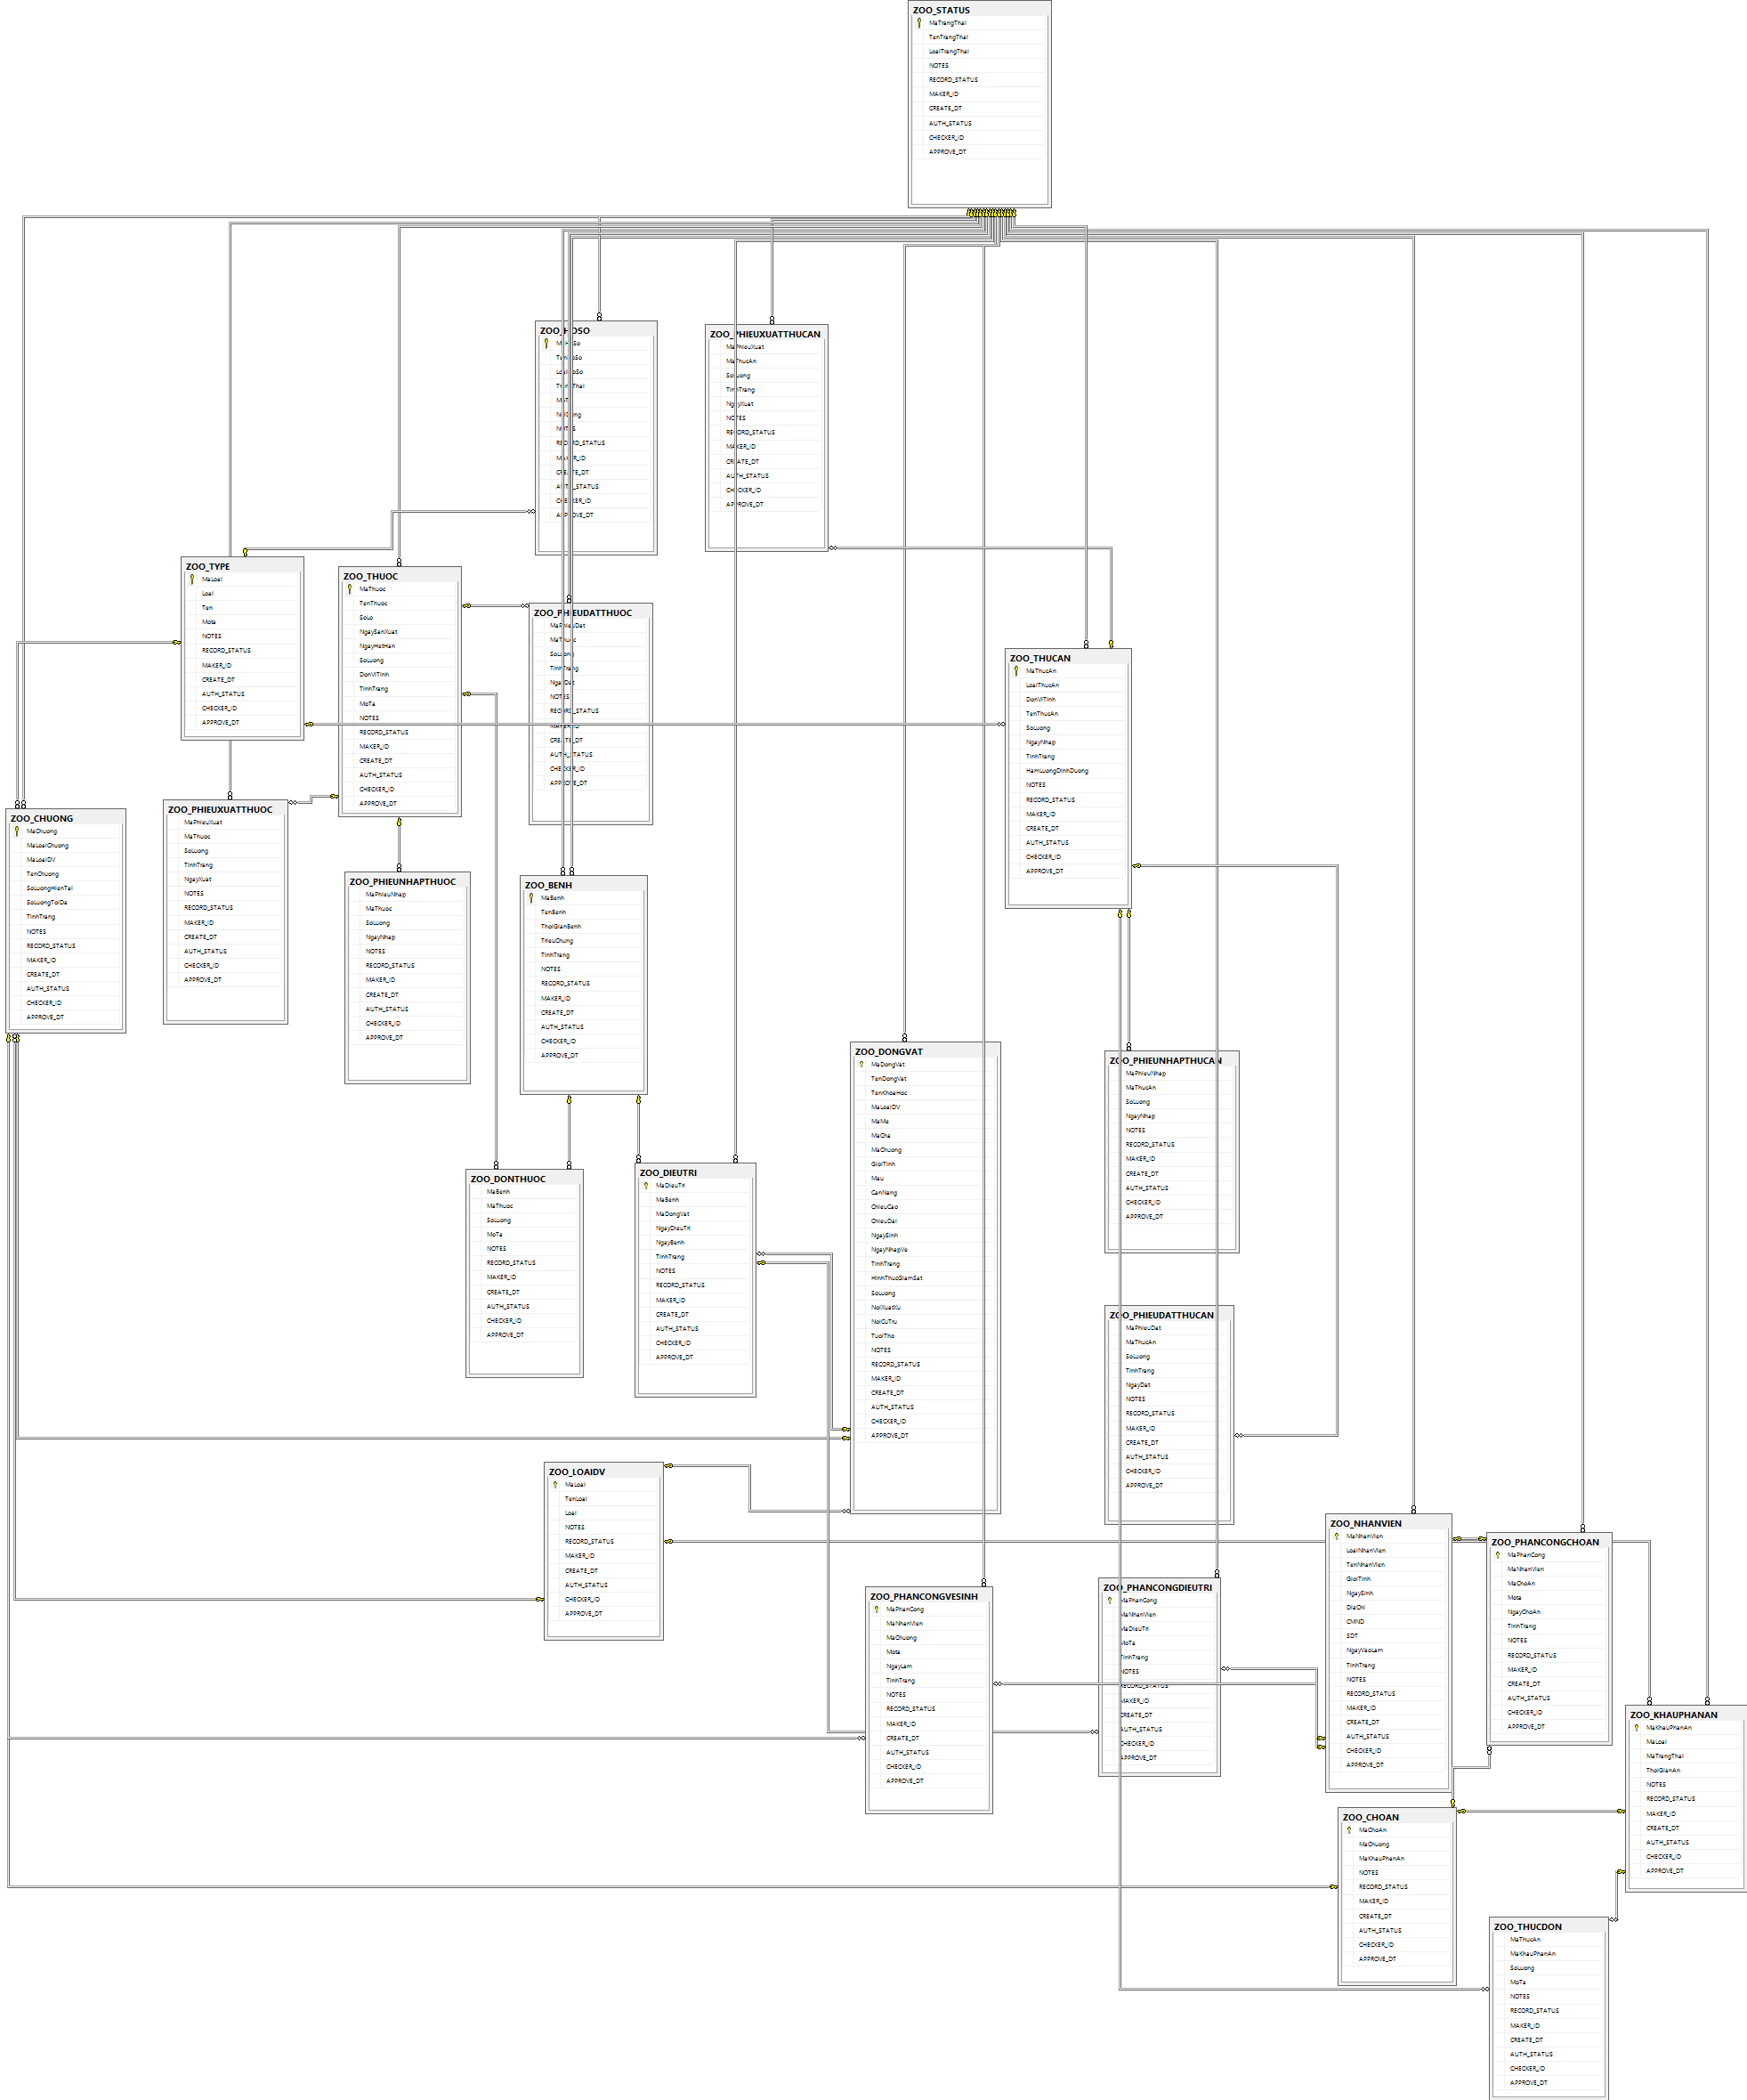 ZOO_STATUS
MaTrangThai
TenTrangThai
LoaiTrangThai
NOTES
RECORD_STATUS
MAKER_ID
CREATE_DT
AUTH_STATUS
CHECKER_ID
APPROVE_DT
ZOO_HOSO
NOTES
RECORD_STATUS
MAKER_ID
CREATE_DT
AUTH_STATUS
CHECKER_ID
APPROVE_DT
ZOO_PHIEUXUATTHUCAN
MaPhieuXuat
MaThucAn
SoLuong
TinhTrang
NgayXuat
NOTES
RECORD_STATUS
MAKER_ID
CREATE_DT
AUTH_STATUS
CHECKER_ID
APPROVE_DT
ZOO_TYPE
MaLoai
Loai
Ten
Mota
NOTES
RECORD_STATUS
MAKER_ID
CREATE_DT
AUTH_STATUS
CHECKER_ID
APPROVE_DT
ZOO_THUOC
MaThuoc
TenThuoc
SoLo
NgaySanXuat
NgayHetHan
SoLuong
DonViTinh
TinhTrang
MoTa
NOTES
RECORD_STATUS
MAKER_ID
CREATE_DT
AUTH_STATUS
CHECKER_ID
APPROVE_DT
ZOO_PHIEUDATTHUOC
MaPhieuDat
MaThuoc
SoLuong
TinhTrang
NgayDat
NOTES
RECORD_STATUS
MAKER_ID
CREATE_DT
AUTH_STATUS
CHECKER_ID
APPROVE_DT
ZOO_THUCAN
MaThucAn
LoaiThucAn
DonViTinh
TenThucAn
SoLuong
NgayNhap
TinhTrang
HamLuongDinhDuong
NOTES
RECORD_STATUS
MAKER_ID
CREATE_DT
AUTH_STATUS
CHECKER_ID
APPROVE_DT
ZOO_CHUONG
MaChuong
MaLoaiChuong
MaLoaiDV
TenChuong
SoLuongHienTai
SoLuongToiDa
TinhTrang
NOTES
RECORD_STATUS
MAKER_ID
CREATE_DT
AUTH_STATUS
CHECKER_ID
APPROVE_DT
ZOO_PHIEUXUATTHUOC
MaPhieuXuat
MaThuoc
SoLuong
TinhTrang
NgayXuat
NOTES
RECORD_STATUS
MAKER_ID
CREATE_DT
AUTH_STATUS
CHECKER_ID
APPROVE_DT
ZOO_PHIEUNHAPTHUOC
MaPhieuNhap
MaThuoc
SoLuong
NgayNhap
NOTES
RECORD_STATUS
MAKER_ID
CREATE_DT
AUTH_STATUS
CHECKER_ID
APPROVE_DT
ZOO_BENH
MaBenh
TenBenh
ThoiGianBenh
TrieuChung
TinhTrang
NOTES
RECORD_STATUS
MAKER_ID
CREATE_DT
AUTH_STATUS
CHECKER_ID
APPROVE_DT
ZOO_DONGVAT
MaDongVat
TenDongVat
TenKhoaHoc
MaLoaiDV
MaMe
MaCha
MaChuong
GioiTinh
Mau
CanNang
ChieuCao
ChieuDai
NgaySinh
NgayNhapVe
TinhTrang
HinhThucGiamSat
SoLuong
NoiXuatXu
NoiCuTru
TuoiTho
NOTES
RECORD_STATUS
MAKER_ID
CREATE_DT
AUTH_STATUS
CHECKER_ID
APPROVE_DT
ZOO_PHIEUNHAPTHUCAN
MaPhieuNhap
MaThucAn
SoLuong
NgayNhap
NOTES
RECORD_STATUS
MAKER_ID
CREATE_DT
AUTH_STATUS
CHECKER_ID
APPROVE_DT
ZOO_DONTHUOC
MaBenh
MaThuoc
SoLuong
MoTa
NOTES
RECORD_STATUS
MAKER_ID
CREATE_DT
AUTH_STATUS
CHECKER_ID
APPROVE_DT
ZOO_DIEUTRI
MaDieuTri
MaBenh
MaDongVat
NgayDieuTri
NgayBenh
TinhTrang
NOTES
RECORD_STATUS
MAKER_ID
CREATE_DT
AUTH_STATUS
CHECKER_ID
APPROVE_DT
ZOO_PHIEUDATTHUCAN
MaPhieuDat
MaThucAn
SoLuong
TinhTrang
NgayDat
NOTES
RECORD_STATUS
MAKER_ID
CREATE_DT
AUTH_STATUS
CHECKER_ID
APPROVE_DT
ZOO_LOAIDV
MaLoai
TenLoai
Loai
NOTES
RECORD_STATUS
MAKER_ID
CREATE_DT
AUTH_STATUS
CHECKER_ID
APPROVE_DT
ZOO_NHANVIEN
MaNhanVien
LoaiNhanVien
TenNhanVien
GioiTinh
NgaySinh
DiaChi
CMND
SDT
NgayVaoLam
TinhTrang
NOTES
RECORD_STATUS
MAKER_ID
CREATE_DT
AUTH_STATUS
CHECKER_ID
APPROVE_DT
ZOO_PHANCONGCHOAN
MaPhanCong
MaNhanVien
MaChoAn
Mota
NgayChoAn
TinhTrang
NOTES
RECORD_STATUS
MAKER_ID
CREATE_DT
AUTH_STATUS
CHECKER_ID
APPROVE_DT
ZOO_PHANCONGVESINH
MaPhanCong
MaNhanVien
MaChuong
Mota
NgayLam
TinhTrang
NOTES
RECORD_STATUS
MAKER_ID
CREATE_DT
AUTH_STATUS
CHECKER_ID
APPROVE_DT
ZOO_PHANCONGDIEUTRI
MaPhanCong
MaNhanVien
MaDieuTri
MoTa
TinhTrang
NOTES
RECORD_STATUS
MAKER_ID
CREATE_DT
AUTH_STATUS
CHECKER_ID
APPROVE_DT
ZOO_KHAUPHANAN
MaKhauPhanAn
MaLoai
MaTrangThai
ThoiGianAn
NOTES
RECORD_STATUS
MAKER_ID
CREATE_DT
AUTH_STATUS
CHECKER_ID
APPROVE_DT
ZOO_CHOAN
MaChoAn
MaChuong
MaKhauPhanAn
NOTES
RECORD_STATUS
MAKER_ID
CREATE_DT
AUTH_STATUS
CHECKER_ID
APPROVE_DT
ZOO_THUCDON
MaThucAn
MaKhauPhanAn
SoLuong
MoTa
NOTES
RECORD_STATUS
MAKER_ID
CREATE_DT
AUTH_STATUS
CHECKER_ID
APPROVE_DT